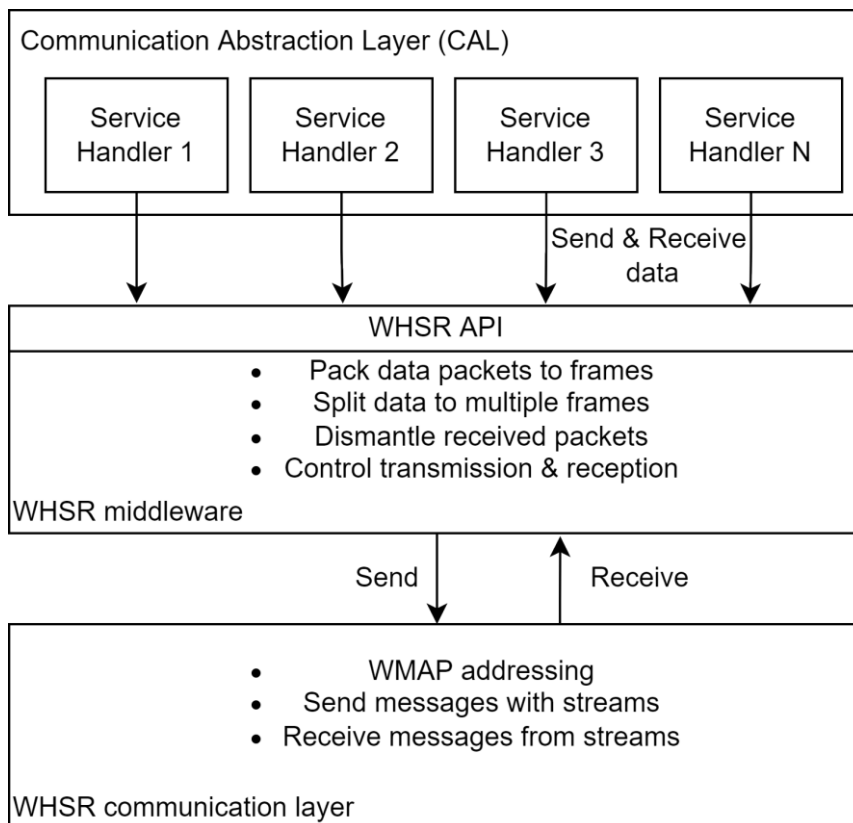 Communication Abstraction Layer (CAL)
Service
Handler 1
Service
Handler 2
Service
Handler 3
Service
Handler N
Send & Receive
data
WHSR API
• Pack data packets to frames
• Split data to multiple frames
• Dismantle received packets
• Control transmission & reception
WHSR middleware
Send
Receive
• WMAP addressing
• Send messages with streams
• Receive messages from streams
WHSR communication layer